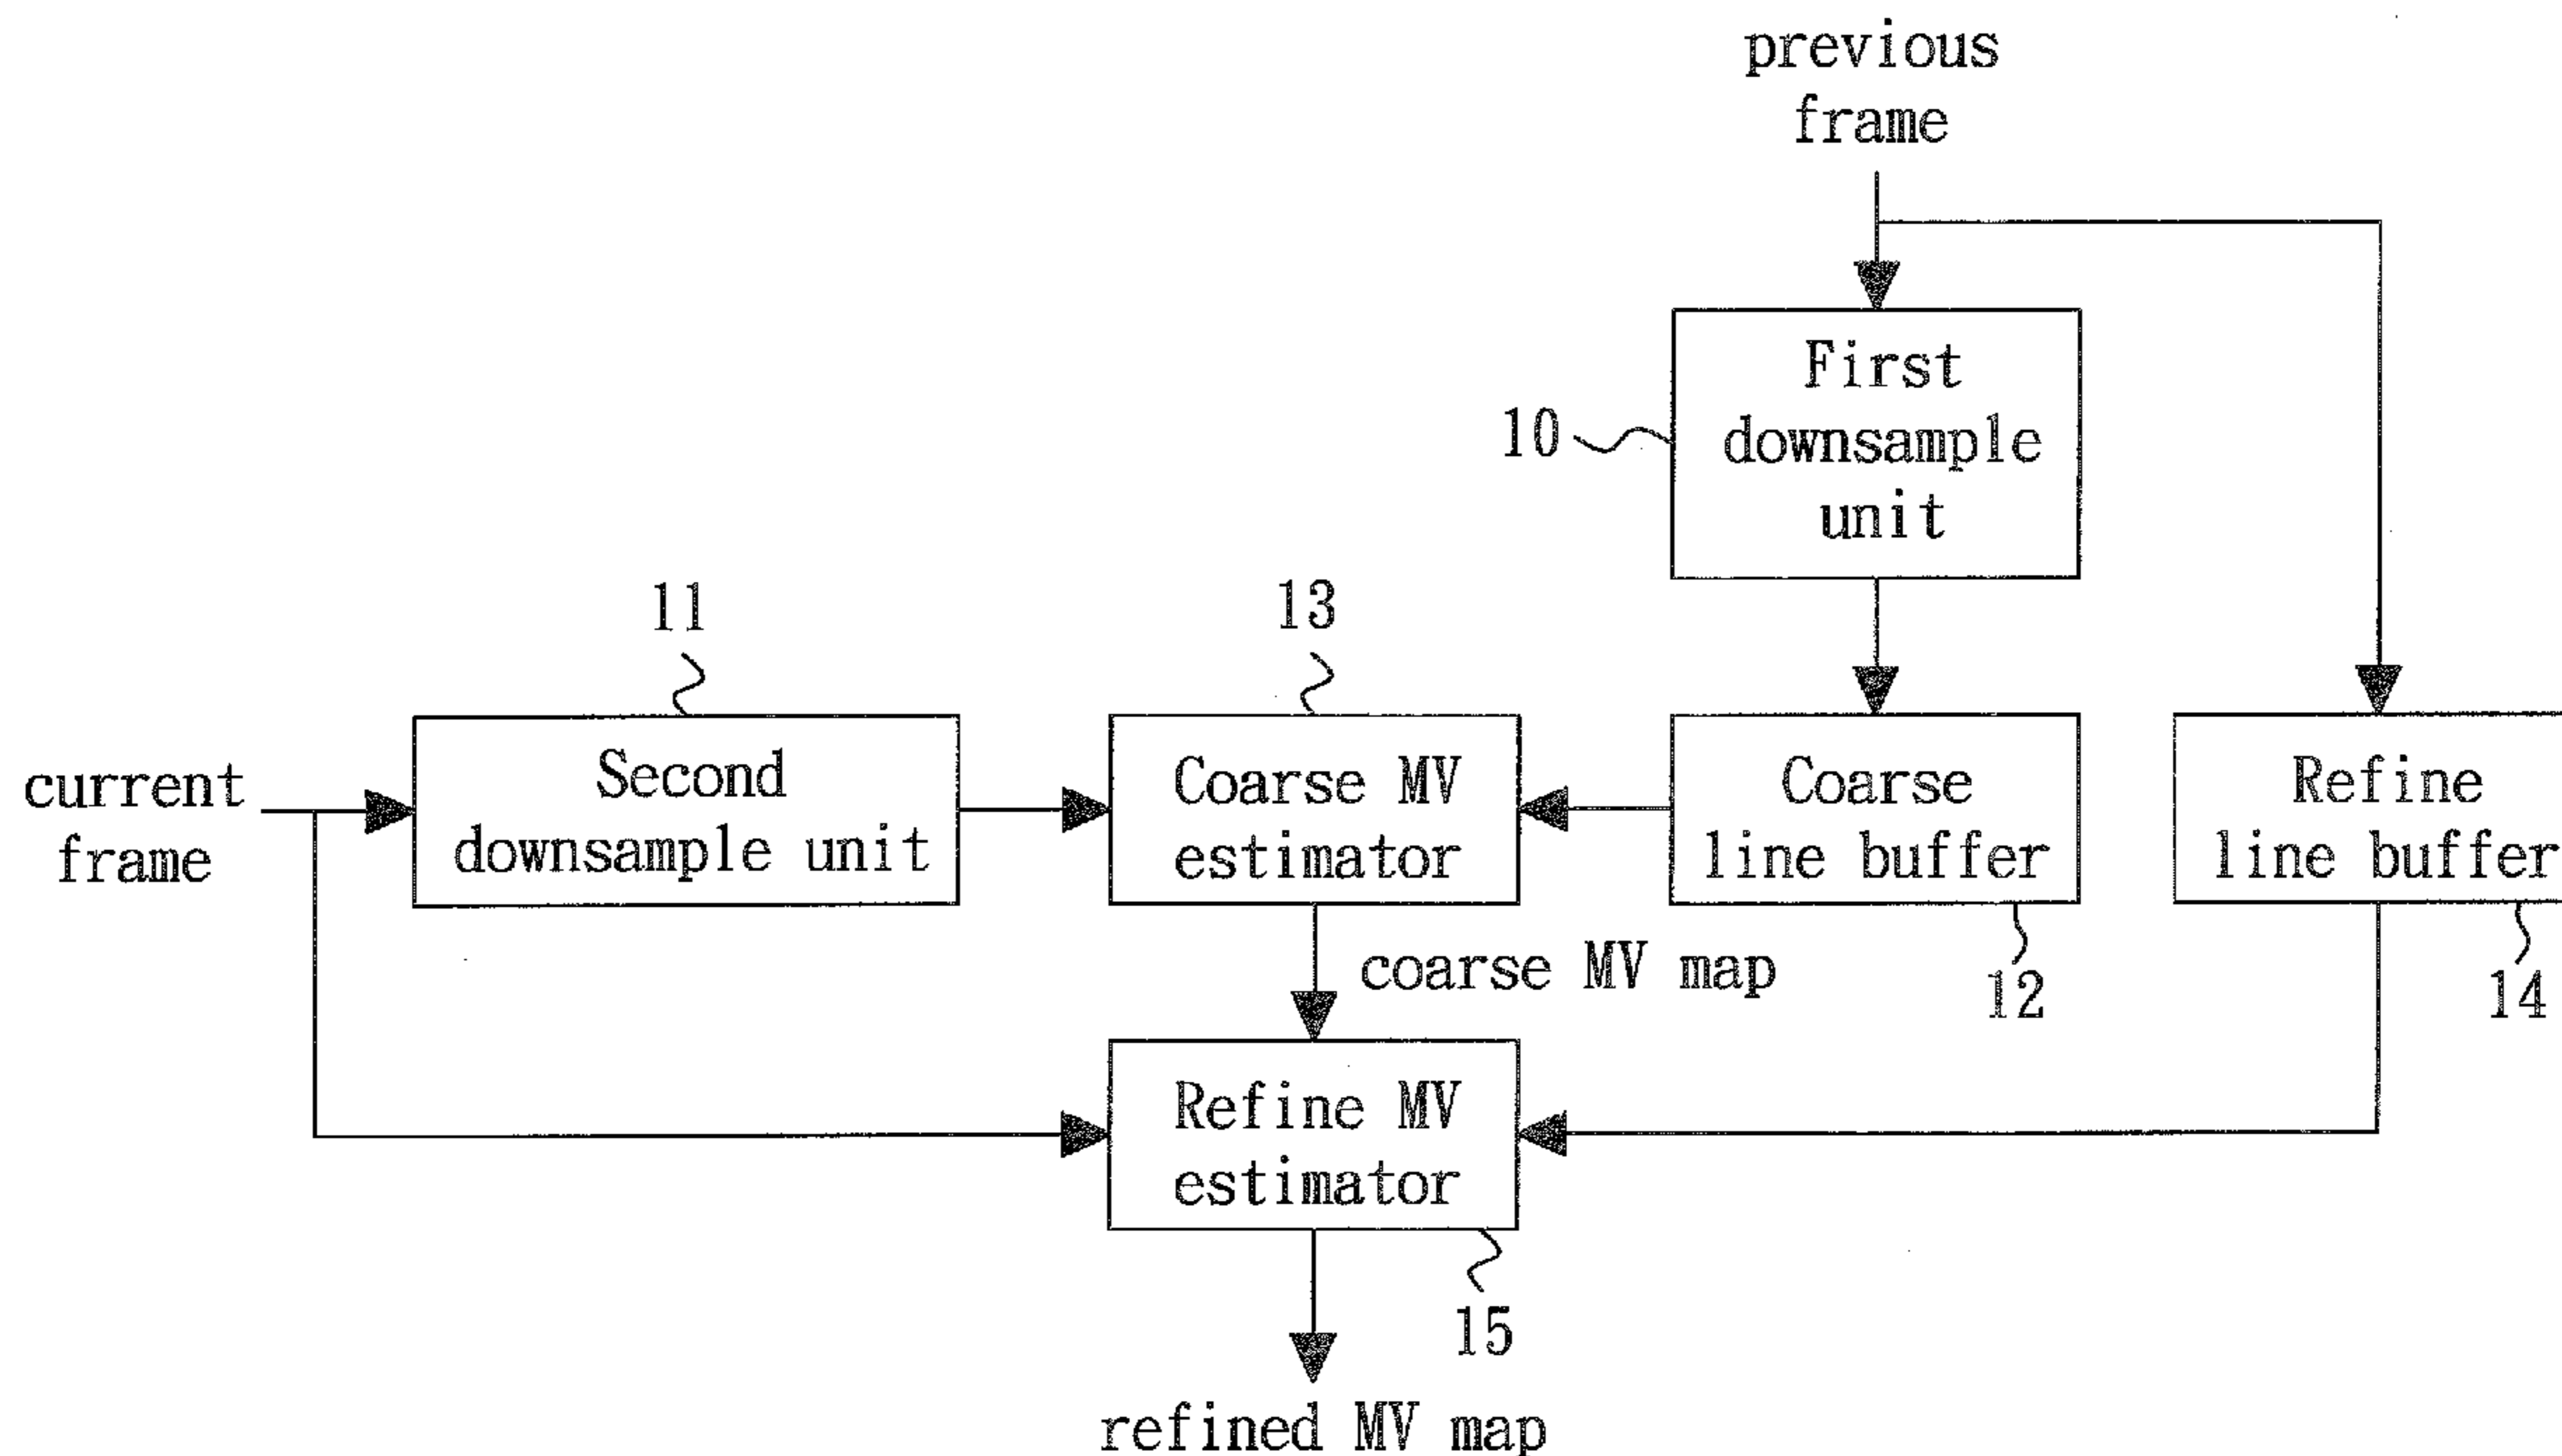 previous
frame
First
downsample
unit
10
11
13
current
frame
Second
downsample unit
Coarse MV
estimator
Coarse
line buffer
Refine
line buffer
coarse MV map
12
14
Refine MV
estimator
15
refined MV map